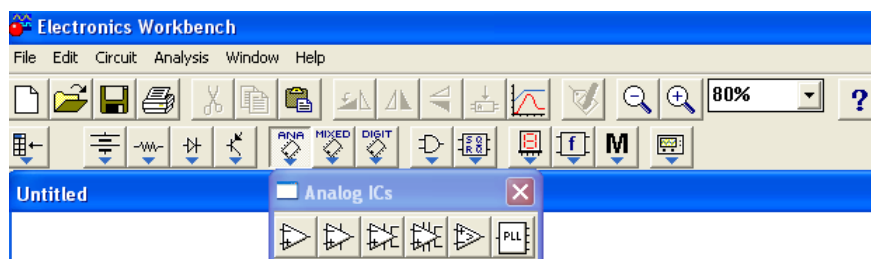 Electronics Workbench
File Edit Circuit Analysis Window Help
80% ?
ANA MIXED DIGIT M
Untitled
Analog ICs
PLL